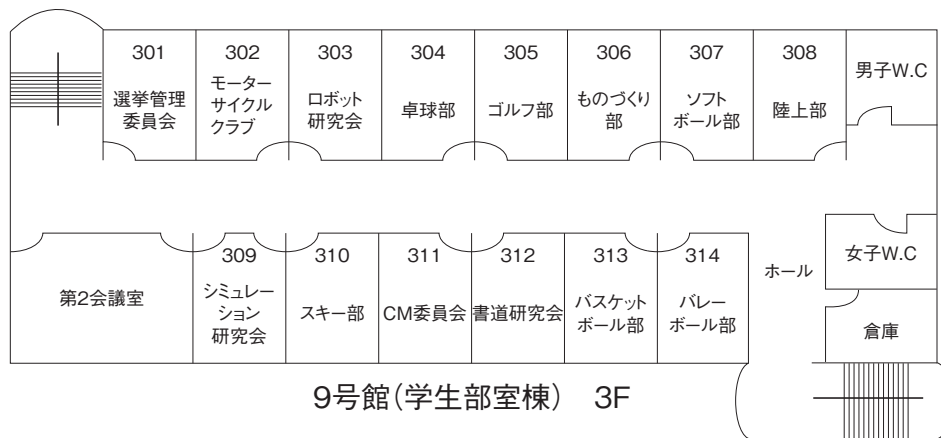 301
選挙管理
委員会
302
モーター
サイクル
クラブ
303
ロボット
研究会
304
卓球部
305
ゴルフ部
306
ものづくり
部
307
ソフト
ボール部
308
陸上部
男子W.C
第2会議室
309
シミュレー
ション
研究会
310
スキー部
311
CM委員会
312
書道研究会
313
バスケット
ボール部
314
バレー
ボール部
ホール
女子W.C
倉庫
9号館(学生部室棟) 3F